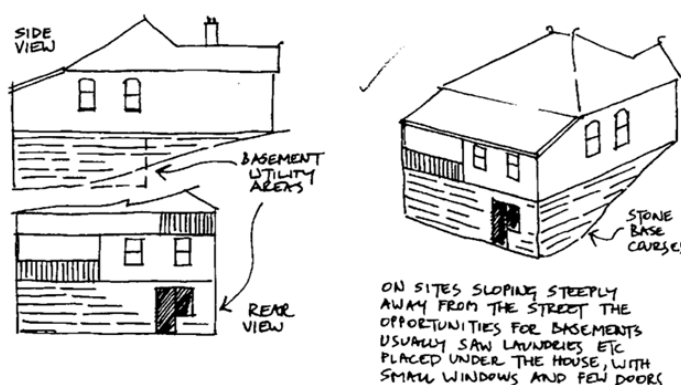 SIDE
VIEW
BASEMENT
UTILITY
AREAS
REAR
VIEW
STONE
BASE
COURSES
ON SITES SLOPING STEEPLY
AWAY FROM THE STREET THE
OPPORTUNITIES FOR BASEMENTS
USUALLY SAW LAUNDRIES ETC
PLACED UNDER THE HOUSE, WITH
SMALL WINDOWS AND FEW DOORS